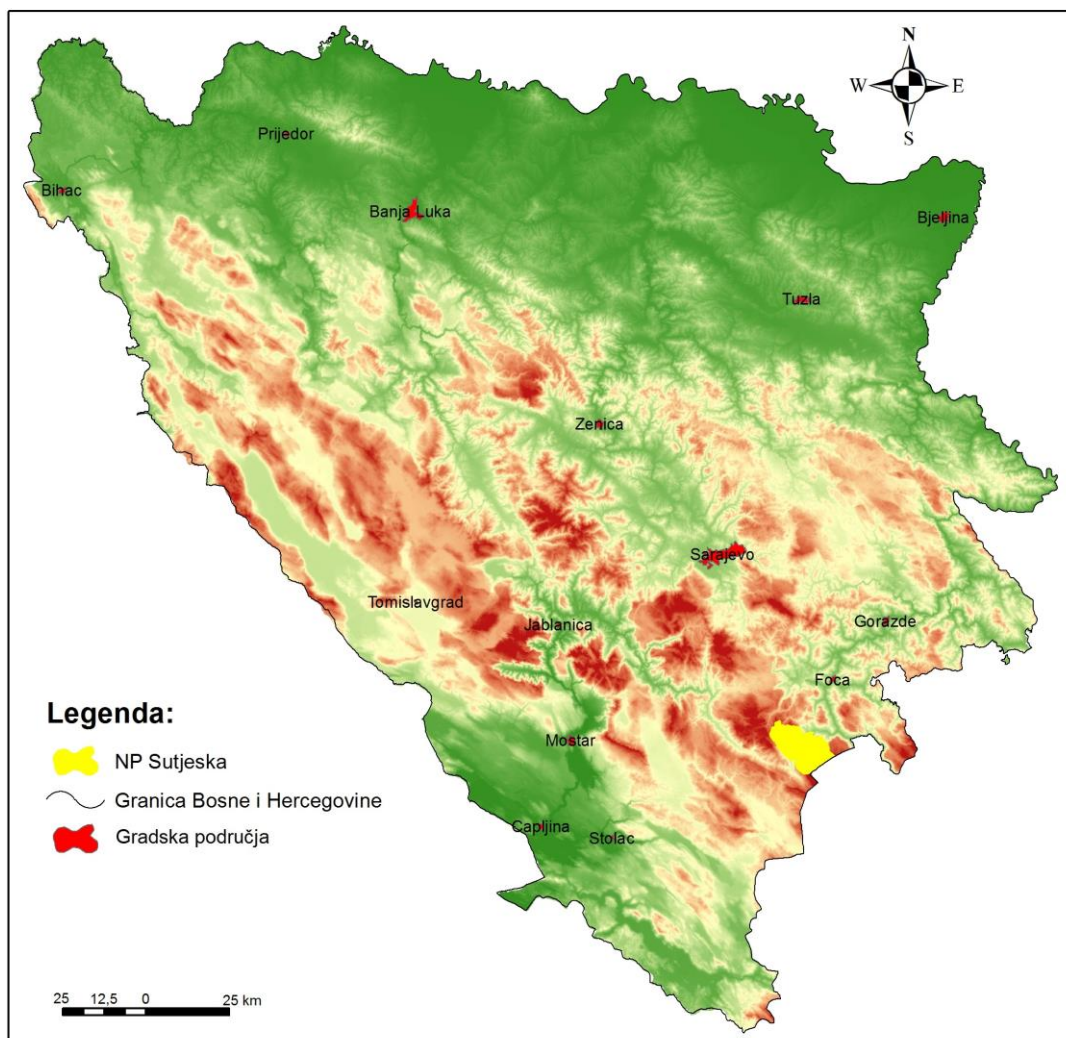 N
W E
S
Prijedor
Bihac
Banja Luka
Bjeljina
Tuzla
Zenica
Sarajevo
Tomislavgrad
Jablanica
Gorazde
Foca
Legenda:
NP Sutjeska
Mostar
Granica Bosne i Hercegovine
Gradska područja
Capljina
Stolac
25 12,5 0 25 km